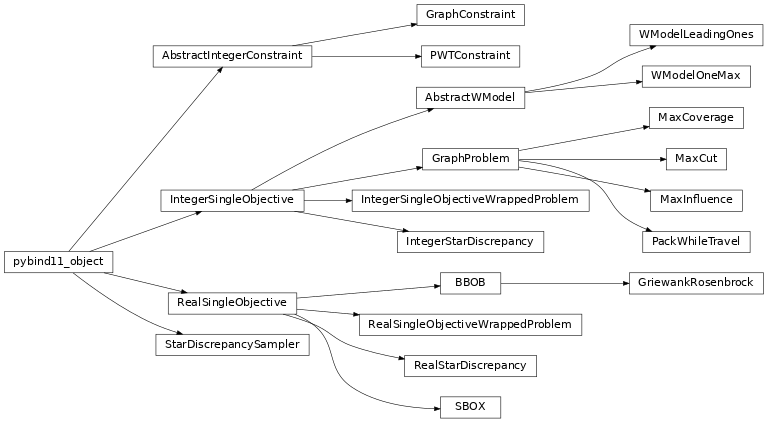 GraphConstraint
WModelLeadingOnes
AbstractIntegerConstraint
PWTConstraint
WModelOneMax
AbstractWModel
MaxCoverage
GraphProblem
MaxCut
IntegerSingleObjective
IntegerSingleObjectiveWrappedProblem
MaxInfluence
IntegerStarDiscrepancy
PackWhileTravel
pybind11_object
BBOB
GriewankRosenbrock
RealSingleObjective
RealSingleObjectiveWrappedProblem
StarDiscrepancySampler
RealStarDiscrepancy
SBOX